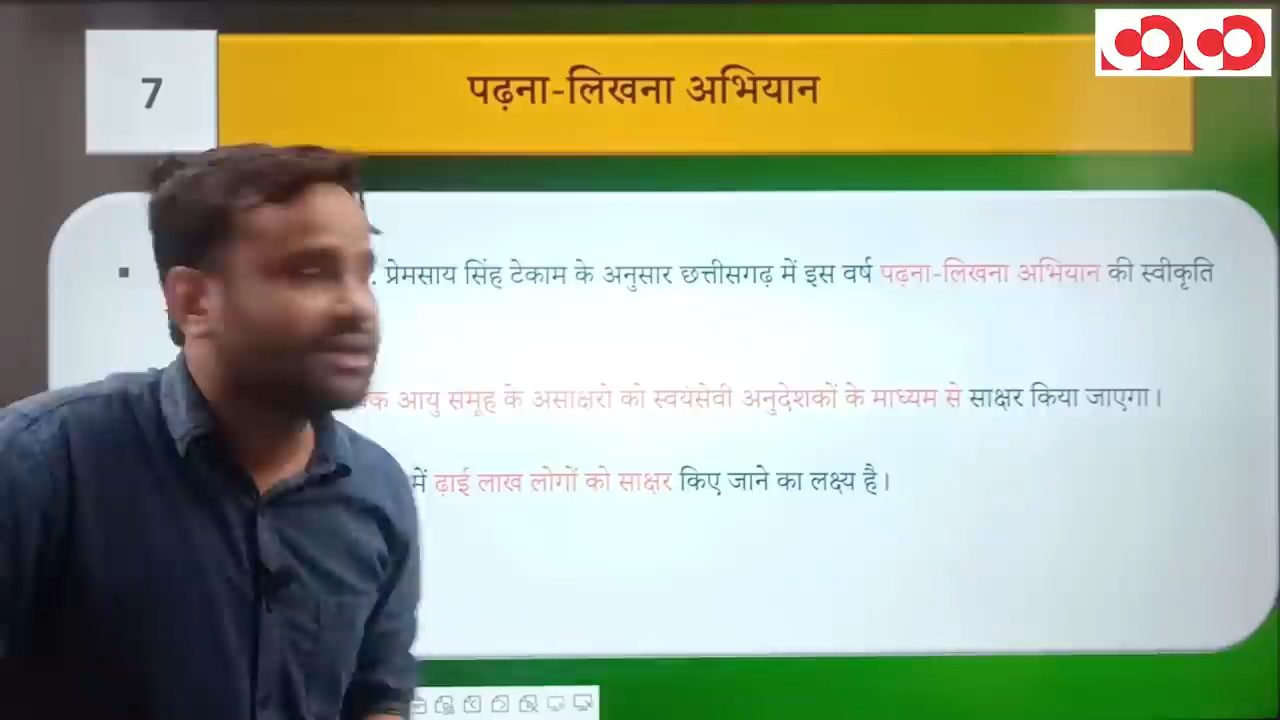 7
पढ़ना-लिखना अभियान
प्रेमसाय सिंह टेकाम के अनुसार छत्तीसगढ़ में इस वर्ष पढ़ना-लिखना अभियान की स्वीकृति
आयु समूह के असाक्षरों को स्वयंसेवी अनुदेशकों के माध्यम से साक्षर किया जाएगा।
में ढ़ाई लाख लोगों को साक्षर किए जाने का लक्ष्य है।